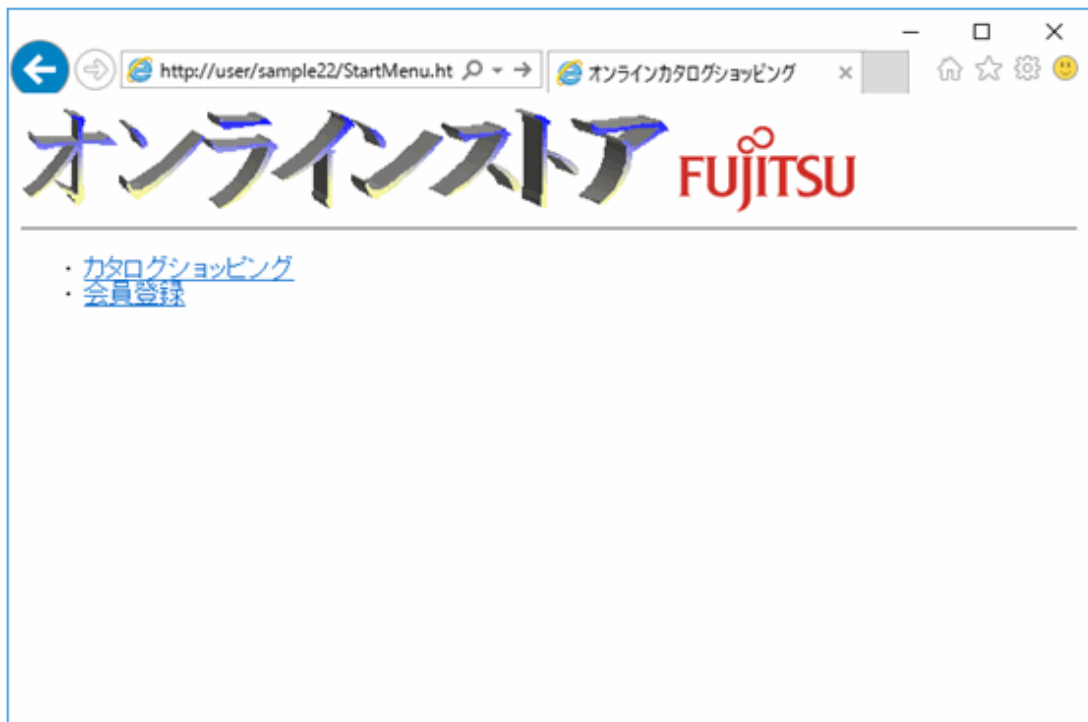 http://user/sample22/StartMenu.ht
オンラインカタログショッピング
オンラインストア FUJITSU
・カタログショッピング
・会員登録